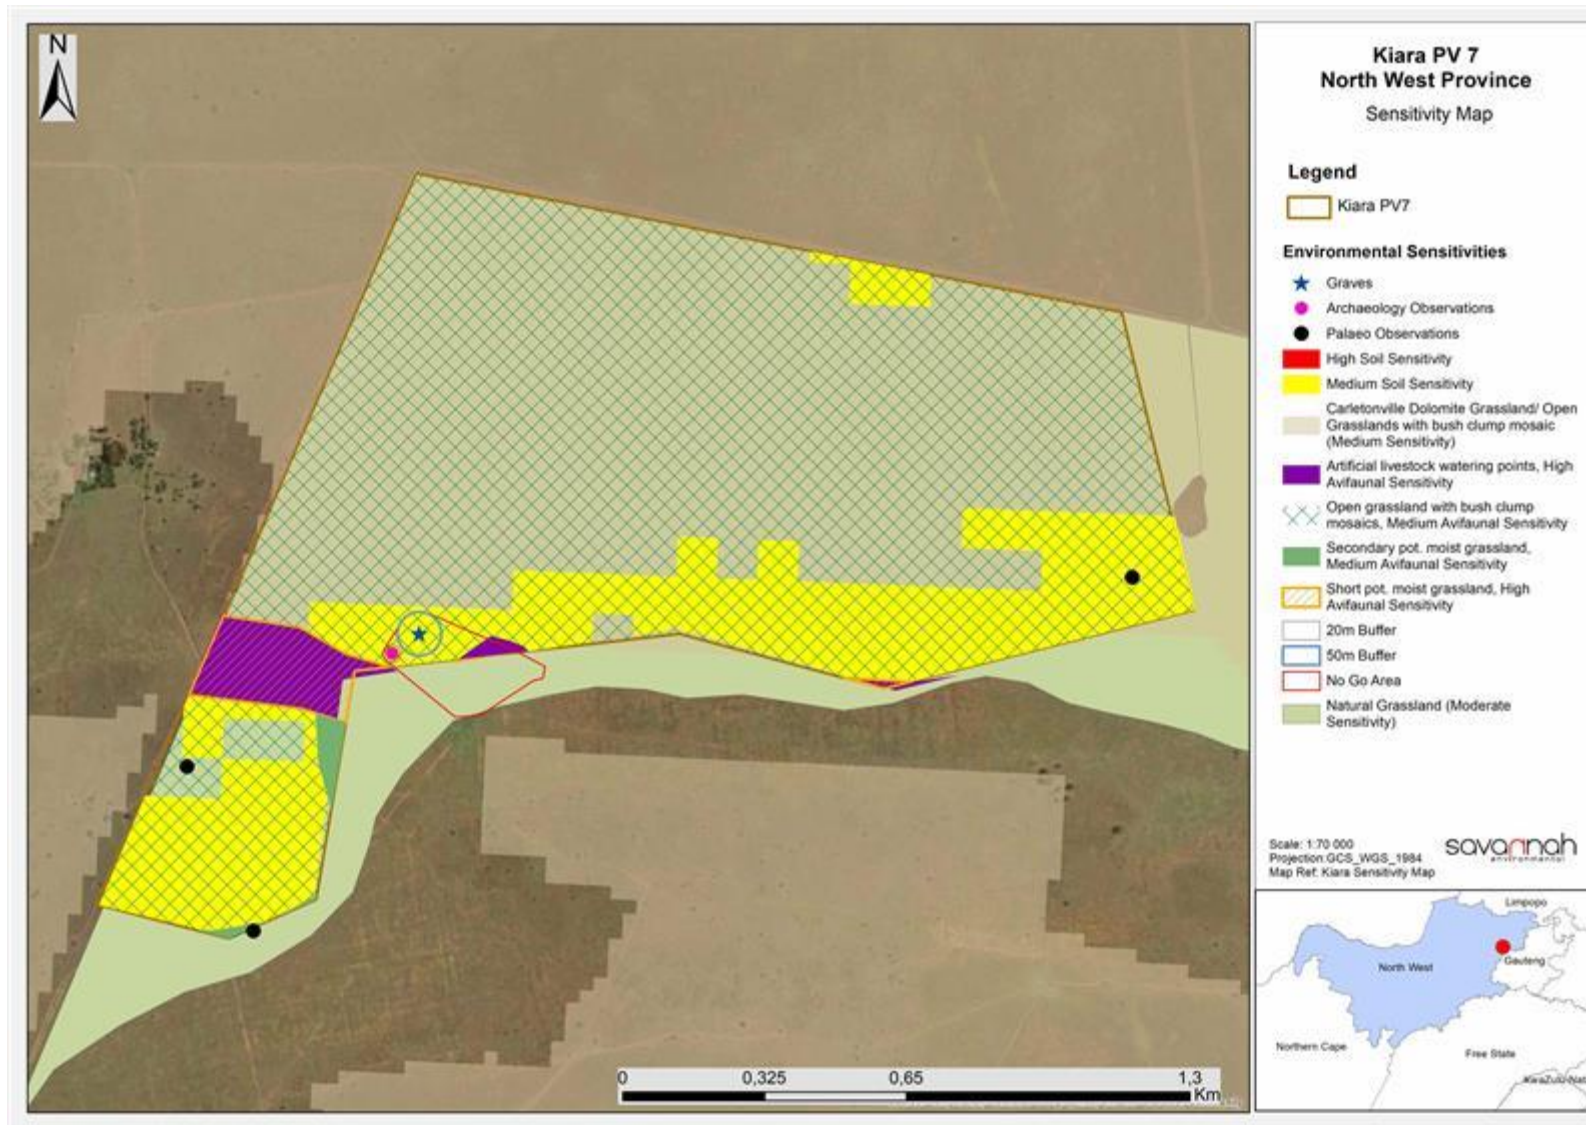 N
Kiara PV 7
North West Province
Sensitivity Map
Legend
Kiara PV7
Environmental Sensitivities
Graves
Archaeology Observations
Palaeo Observations
High Soil Sensitivity
Medium Soil Sensitivity
Carletonville Dolomite Grassland/ Open
Grasslands with bush clump mosaic
(Medium Sensitivity)
Artificial livestock watering points, High
Avifaunal Sensitivity
Open grassland with bush clump
mosaics, Medium Avifaunal Sensitivity
Secondary pot. moist grassland,
Medium Avifaunal Sensitivity
Short pot. moist grassland, High
Avifaunal Sensitivity
20m Buffer
50m Buffer
No Go Area
Natural Grassland (Moderate
Sensitivity)
Scale: 1:70 000
Projection:GCS_WGS_1984
Map Ref: Kiara Sensitivity Map
savannah
environmental
Limpopo
North West
Gauteng
Northern Cape
Free State
KwaZulu-Nat
0 0,325 0,65 1,3
Km